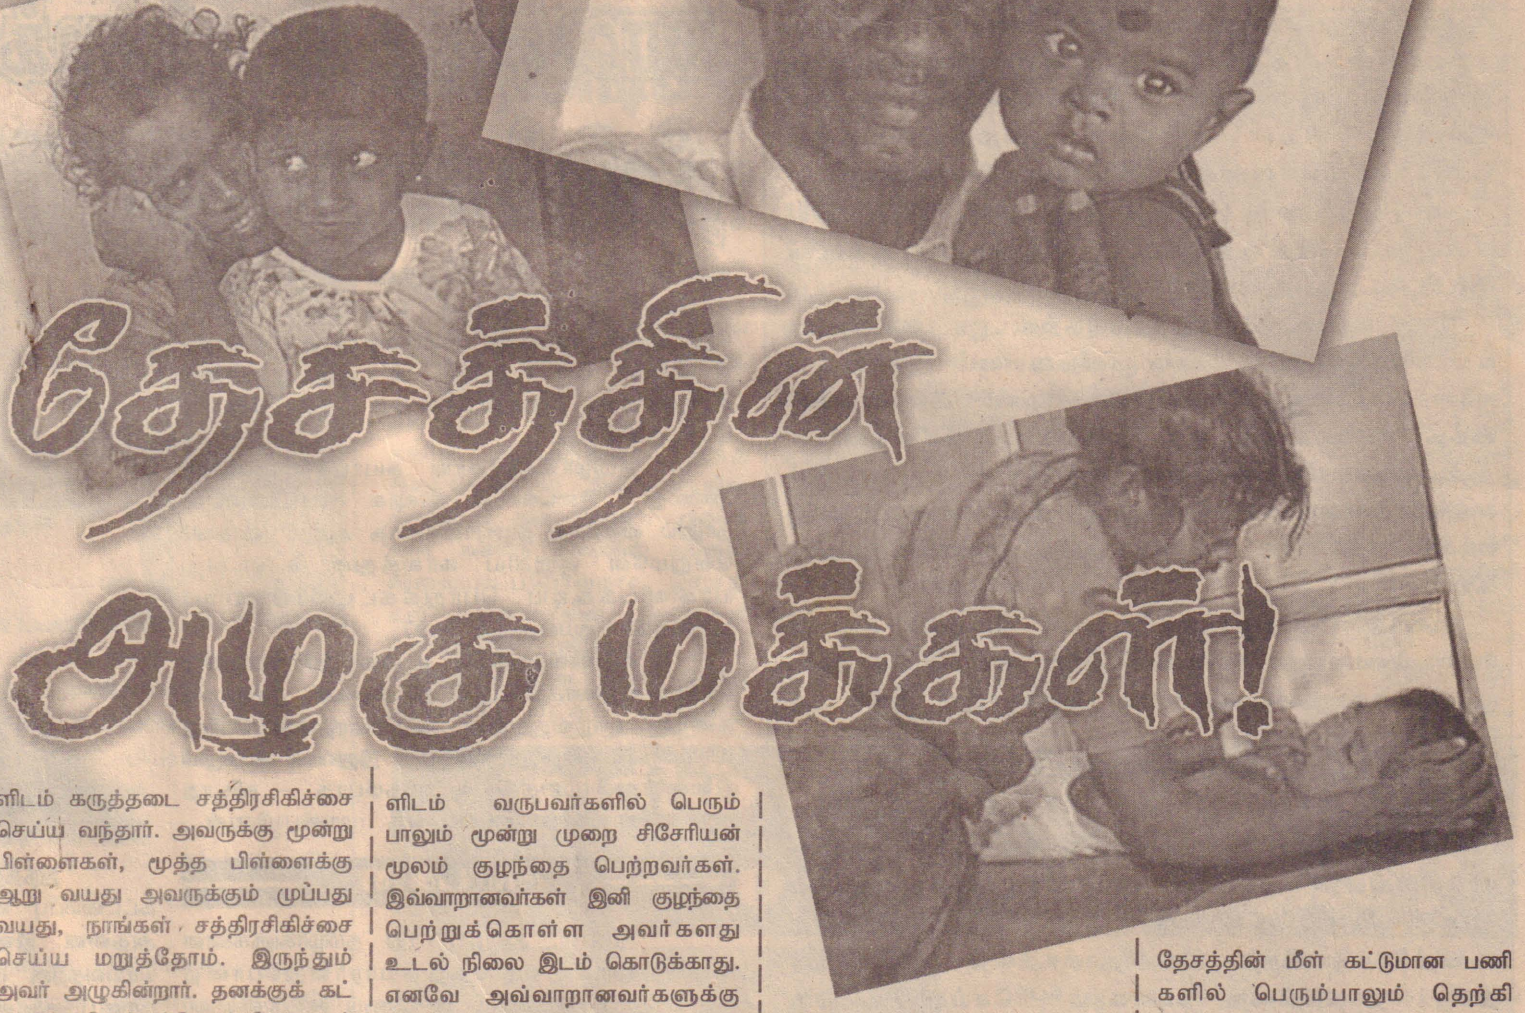 தேசத்தின்
அழகு மக்கள்!
ளிடம் கருத்தடை சத்திரசிகிச்சை
செய்ய வந்தார். அவருக்கு மூன்று
பிள்ளைகள், மூத்த பிள்ளைக்கு
ஆறு வயது அவருக்கும் முப்பது
வயது, நாங்கள் சத்திரசிகிச்சை
செய்ய மறுத்தோம். இருந்தும்
அவர் அழுகின்றார். தனக்குக் கட்
ளிடம் வருபவர்களில் பெரும்
பாலும் மூன்று முறை சிசேரியன்
மூலம் குழந்தை பெற்றவர்கள்.
இவ்வாறானவர்கள் இனி குழந்தை
பெற்றுக்கொள்ள அவர்களது
உடல் நிலை இடம் கொடுக்காது.
எனவே அவ்வாறானவர்களுக்கு
தேசத்தின் மீள் கட்டுமான பணி
களில் பெரும்பாலும் தெற்கி